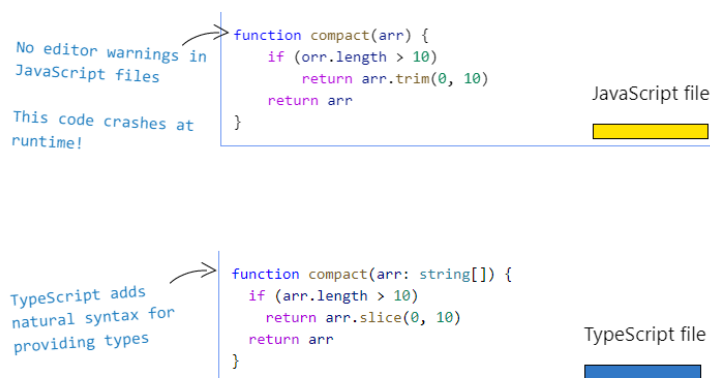 No editor warnings in
JavaScript files
This code crashes at
runtime!
function compact(arr) {
if (orr.length > 10)
return arr.trim(0, 10)
return arr
}
JavaScript file
TypeScript adds
natural syntax for
providing types
function compact(arr: string[]) {
if (arr.length > 10)
return arr.slice(0, 10)
return arr
}
TypeScript file